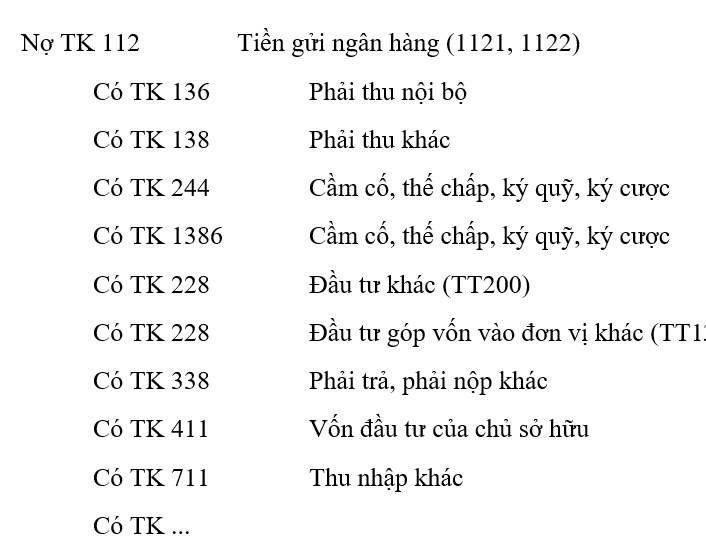 Nợ TK 112 Tiền gửi ngân hàng (1121, 1122)
Có TK 136 Phải thu nội bộ
Có TK 138 Phải thu khác
Có TK 244 Cầm cố, thế chấp, ký quỹ, ký cược
Có TK 1386 Cầm cố, thế chấp, ký quỹ, ký cược
Có TK 228 Đầu tư khác (TT200)
Có TK 228 Đầu tư góp vốn vào đơn vị khác
Có TK 338 Phải trả, phải nộp khác
Có TK 411 Vốn đầu tư của chủ sở hữu
Có TK 711 Thu nhập khác
Có TK ...